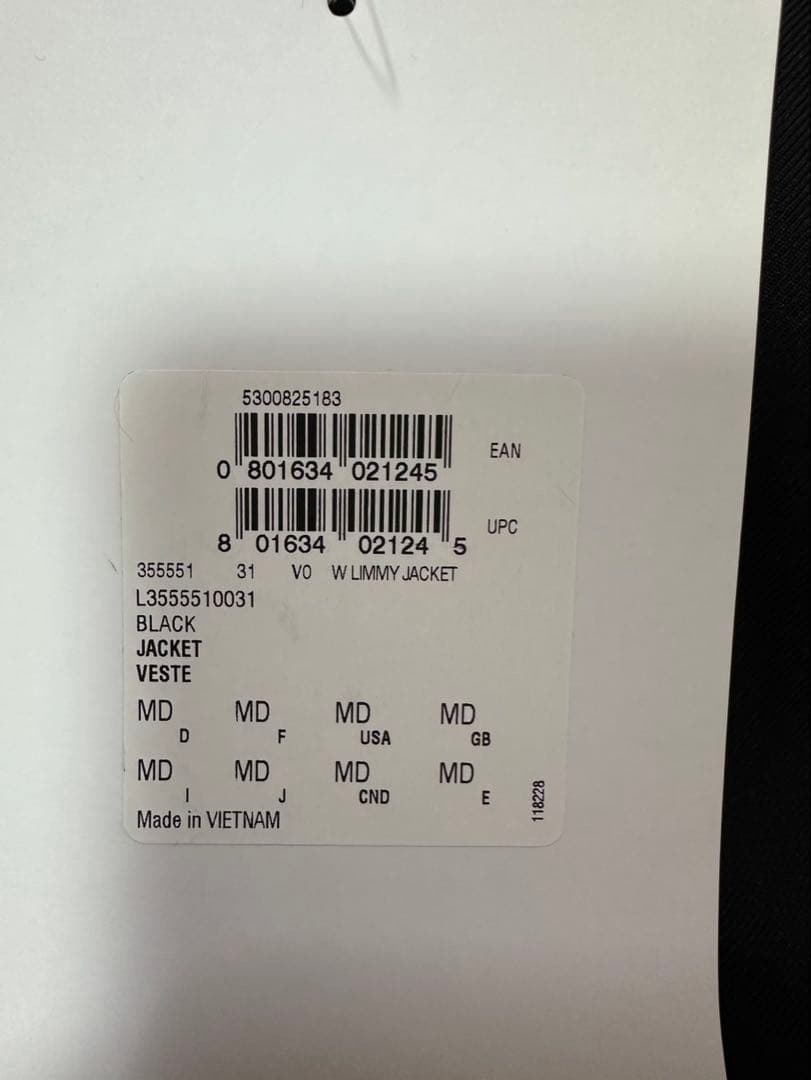 5300825183
0 801634 021245 EAN
8 01634 02124 5 UPC
355551 31 V0 W LIMMY JACKET
L3555510031
BLACK
JACKET
VESTE
MD D MD F MD USA MD GB
MD I MD J MD CND MD E
Made in VIETNAM
118228